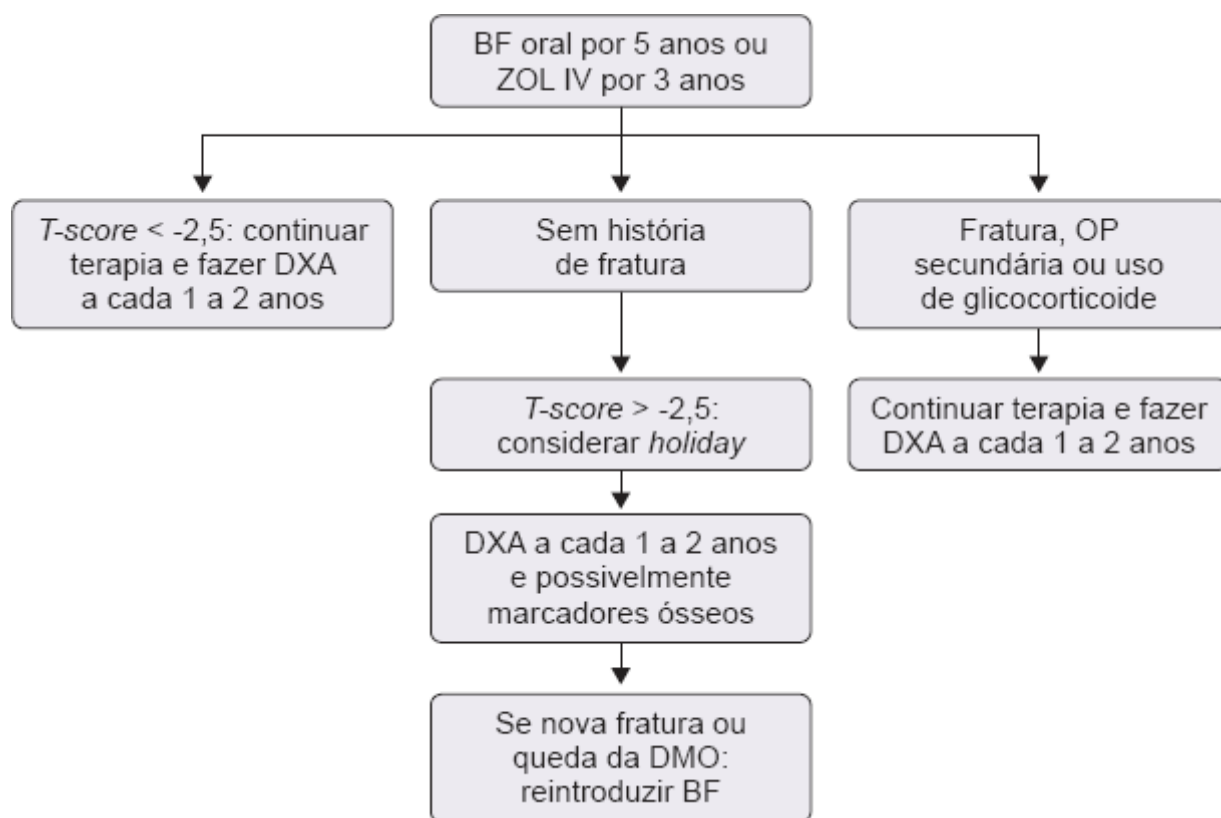 BF oral por 5 anos ou
ZOL IV por 3 anos
T-score < -2,5: continuar
terapia e fazer DXA
a cada 1 a 2 anos
Sem história
de fratura
Fratura, OP
secundária ou uso
de glicocorticoide
T-score > -2,5:
considerar holiday
Continuar terapia e fazer
DXA a cada 1 a 2 anos
DXA a cada 1 a 2 anos
e possivelmente
marcadores ósseos
Se nova fratura ou
queda da DMO:
reintroduzir BF